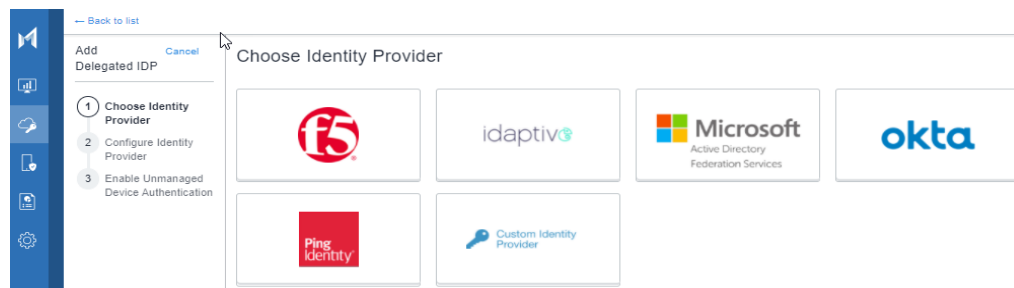 ← Back to list
Add
Cancel
Delegated IDP
1 Choose Identity
Provider
2 Configure Identity
Provider
3 Enable Unmanaged
Device Authentication
Choose Identity Provider
f5
idaptive
Microsoft
Active Directory
Federation Services
okta
Ping
Identity
Custom Identity
Provider